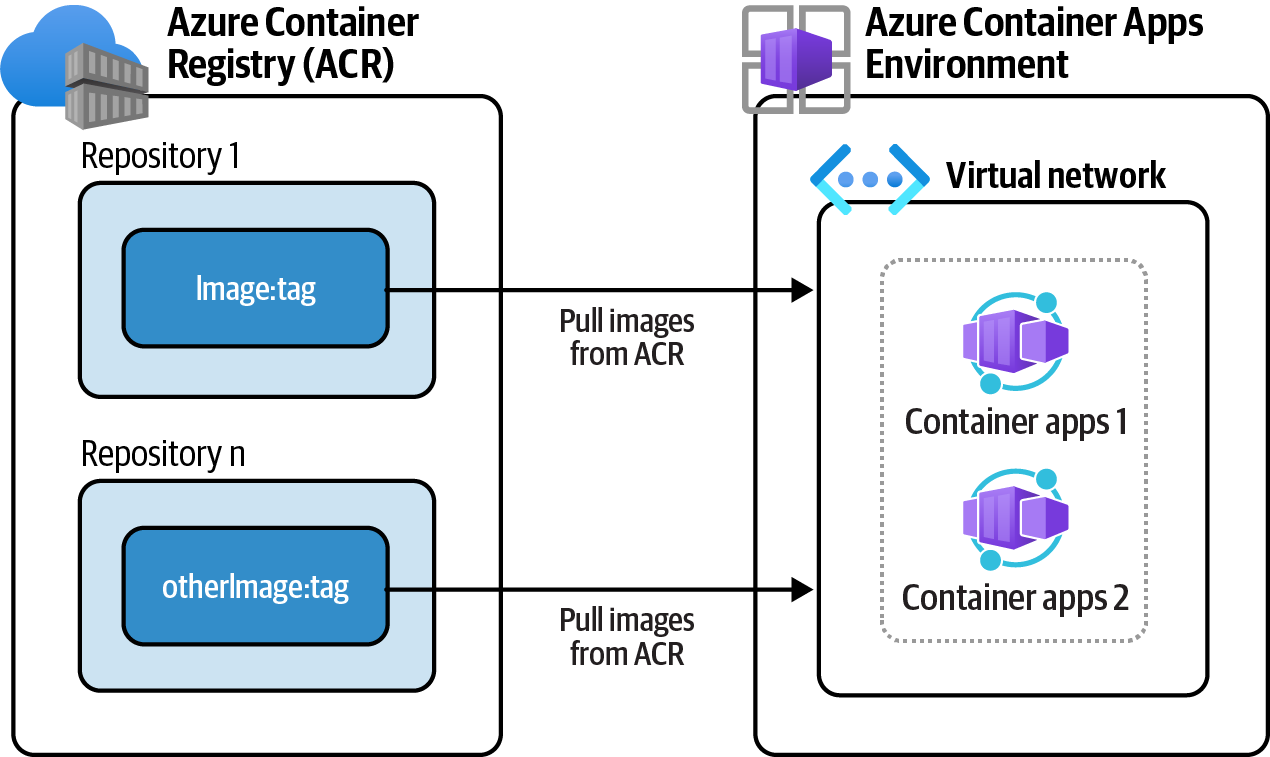 Azure Container
Registry (ACR)
Repository 1
Image:tag
Repository n
otherImage:tag
Pull images
from ACR
Pull images
from ACR
Azure Container Apps
Environment
Virtual network
Container apps 1
Container apps 2